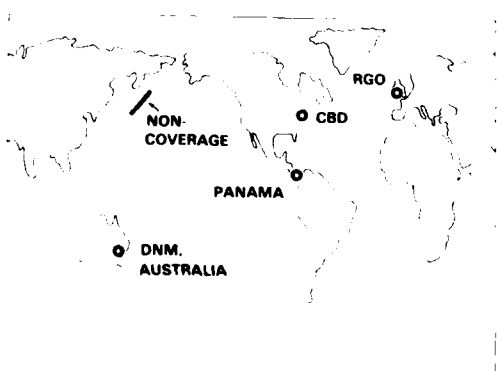 RGO
CBD
NON-
COVERAGE
PANAMA
DNM.
AUSTRALIA